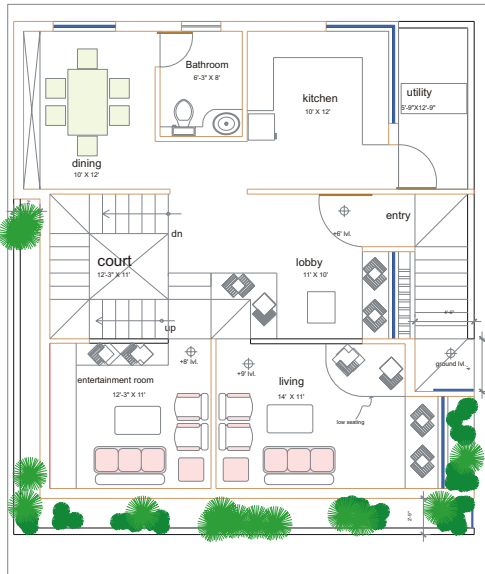 Bathroom
6'-3" X 8'
kitchen
10' X 12'
utility
5'-9"X12'-9"
dining
10' X 12'
entry
+6' lvl.
dn
court
12'-3" X 11'
lobby
11' X 10'
up
+8' lvl.
+9' lvl.
ground lvl.
entertainment room
12'-3" X 11'
living
14' X 11'
low seating
2'-9"